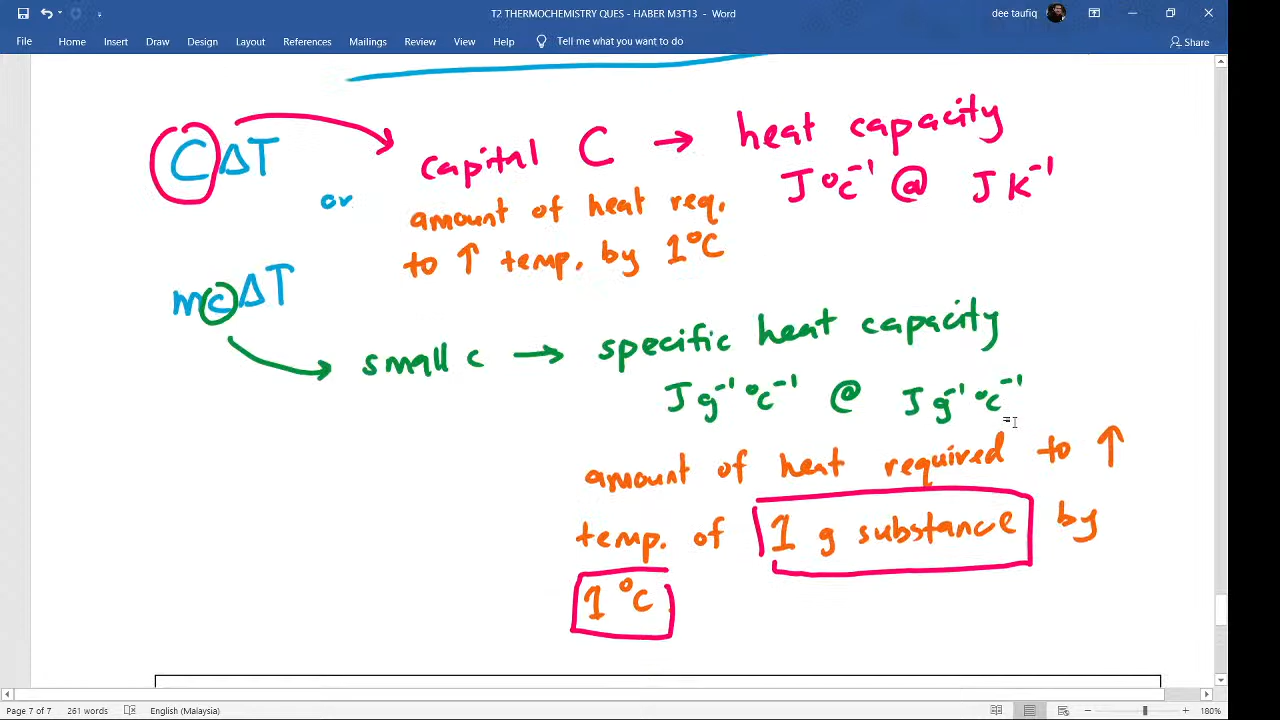 T2 THERMOCHEMISTRY QUES - HABER M3T13 - Word
dee taufiq
File Home Insert Draw Design Layout References Mailings Review View Help Tell me what you want to do Share
CΔT
capital C → heat capacity
J °c⁻¹ @ J K⁻¹
or
amount of heat req.
to ↑ temp. by 1°C
mcΔT
small c → specific heat capacity
J g⁻¹ °c⁻¹ @ J g⁻¹ °c⁻¹
amount of heat required to ↑
temp. of 1 g substance by
1 °C
Page 7 of 7 261 words English (Malaysia) 180%